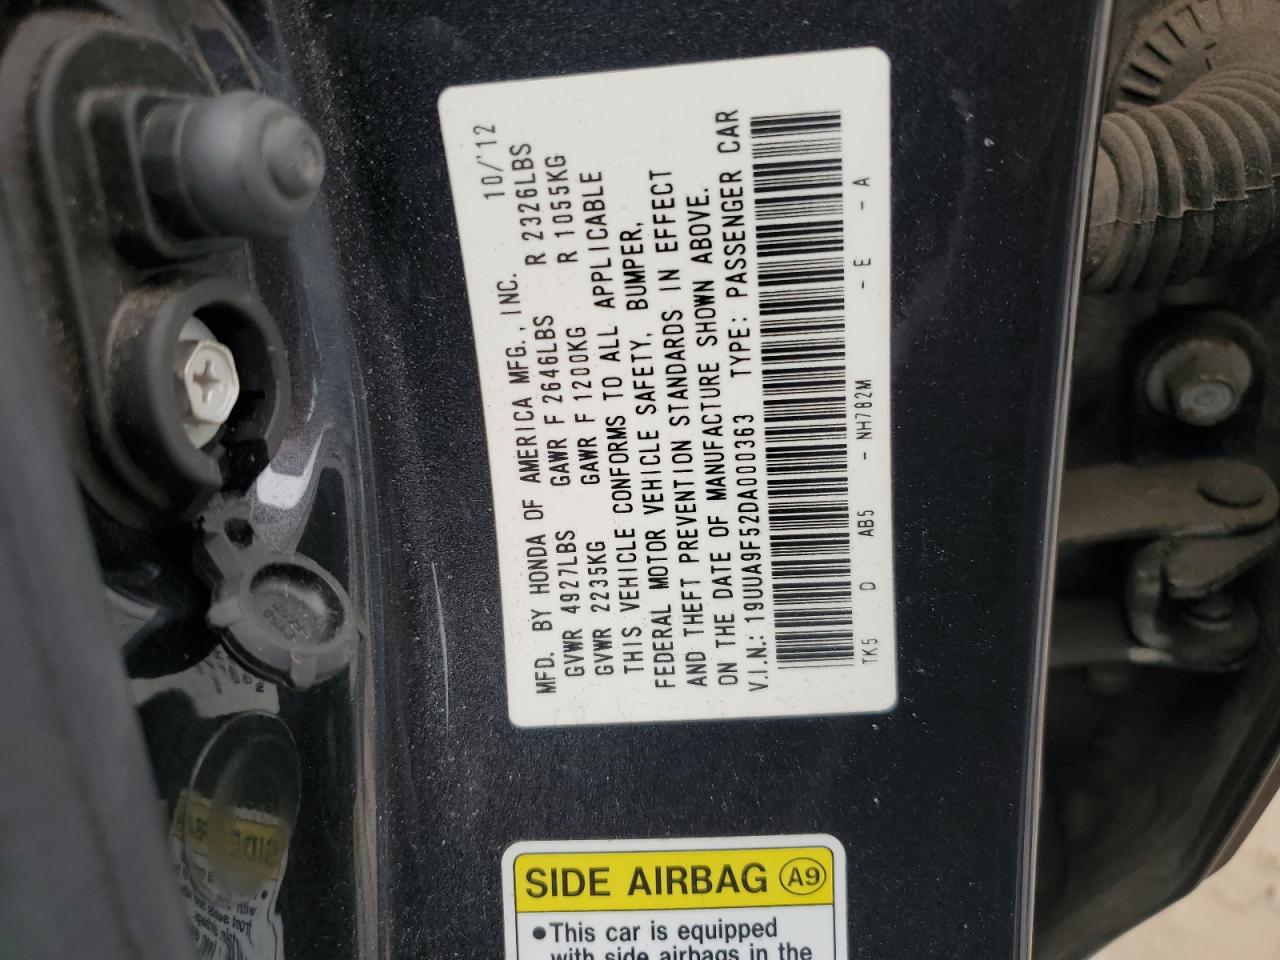 MFD. BY HONDA OF AMERICA MFG., INC. 10/'12
GVWR 4927LBS GAWR F 2646LBS R 2326LBS
GVWR 2235KG GAWR F 1200KG R 1055KG
THIS VEHICLE CONFORMS TO ALL APPLICABLE
FEDERAL MOTOR VEHICLE SAFETY, BUMPER,
AND THEFT PREVENTION STANDARDS IN EFFECT
ON THE DATE OF MANUFACTURE SHOWN ABOVE.
V.I.N.: 19UUA9F52DA000363 TYPE: PASSENGER CAR
TK5 D AB5 - NH782M - E - A
SIDE AIRBAG A9
• This car is equipped
with side airbags in the